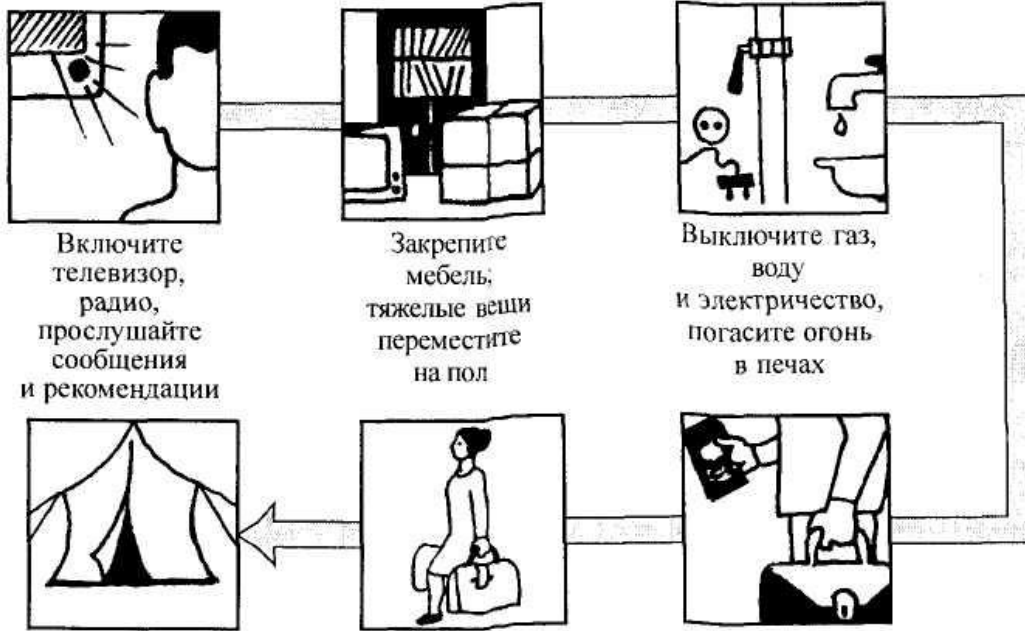 Включите
телевизор,
радио,
прослушайте
сообщения
и рекомендации
Закрепите
мебель;
тяжелые вещи
переместите
на пол
Выключите газ,
воду
и электричество,
погасите огонь
в печах